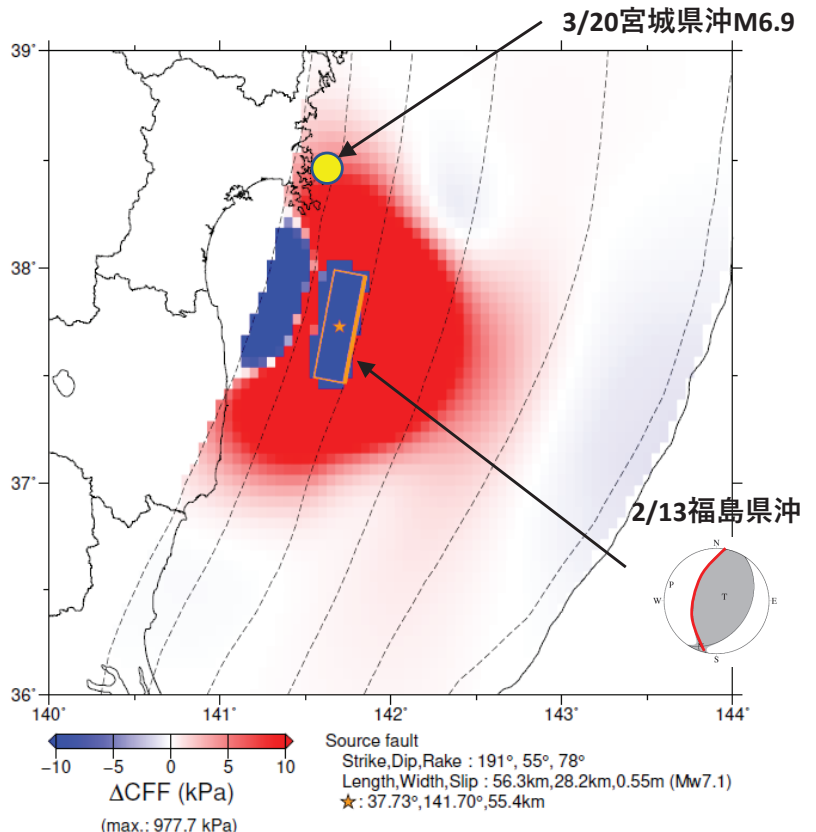 3/20宮城県沖M6.9
39°
38°
37°
2/13福島県沖
N
P
T
W
E
S
36°
140° 141° 142° 143° 144°
−10 −5 0 5 10
ΔCFF (kPa)
(max.: 977.7 kPa)
Source fault
Strike,Dip,Rake : 191°, 55°, 78°
Length,Width,Slip : 56.3km,28.2km,0.55m (Mw7.1)
★: 37.73°,141.70°,55.4km